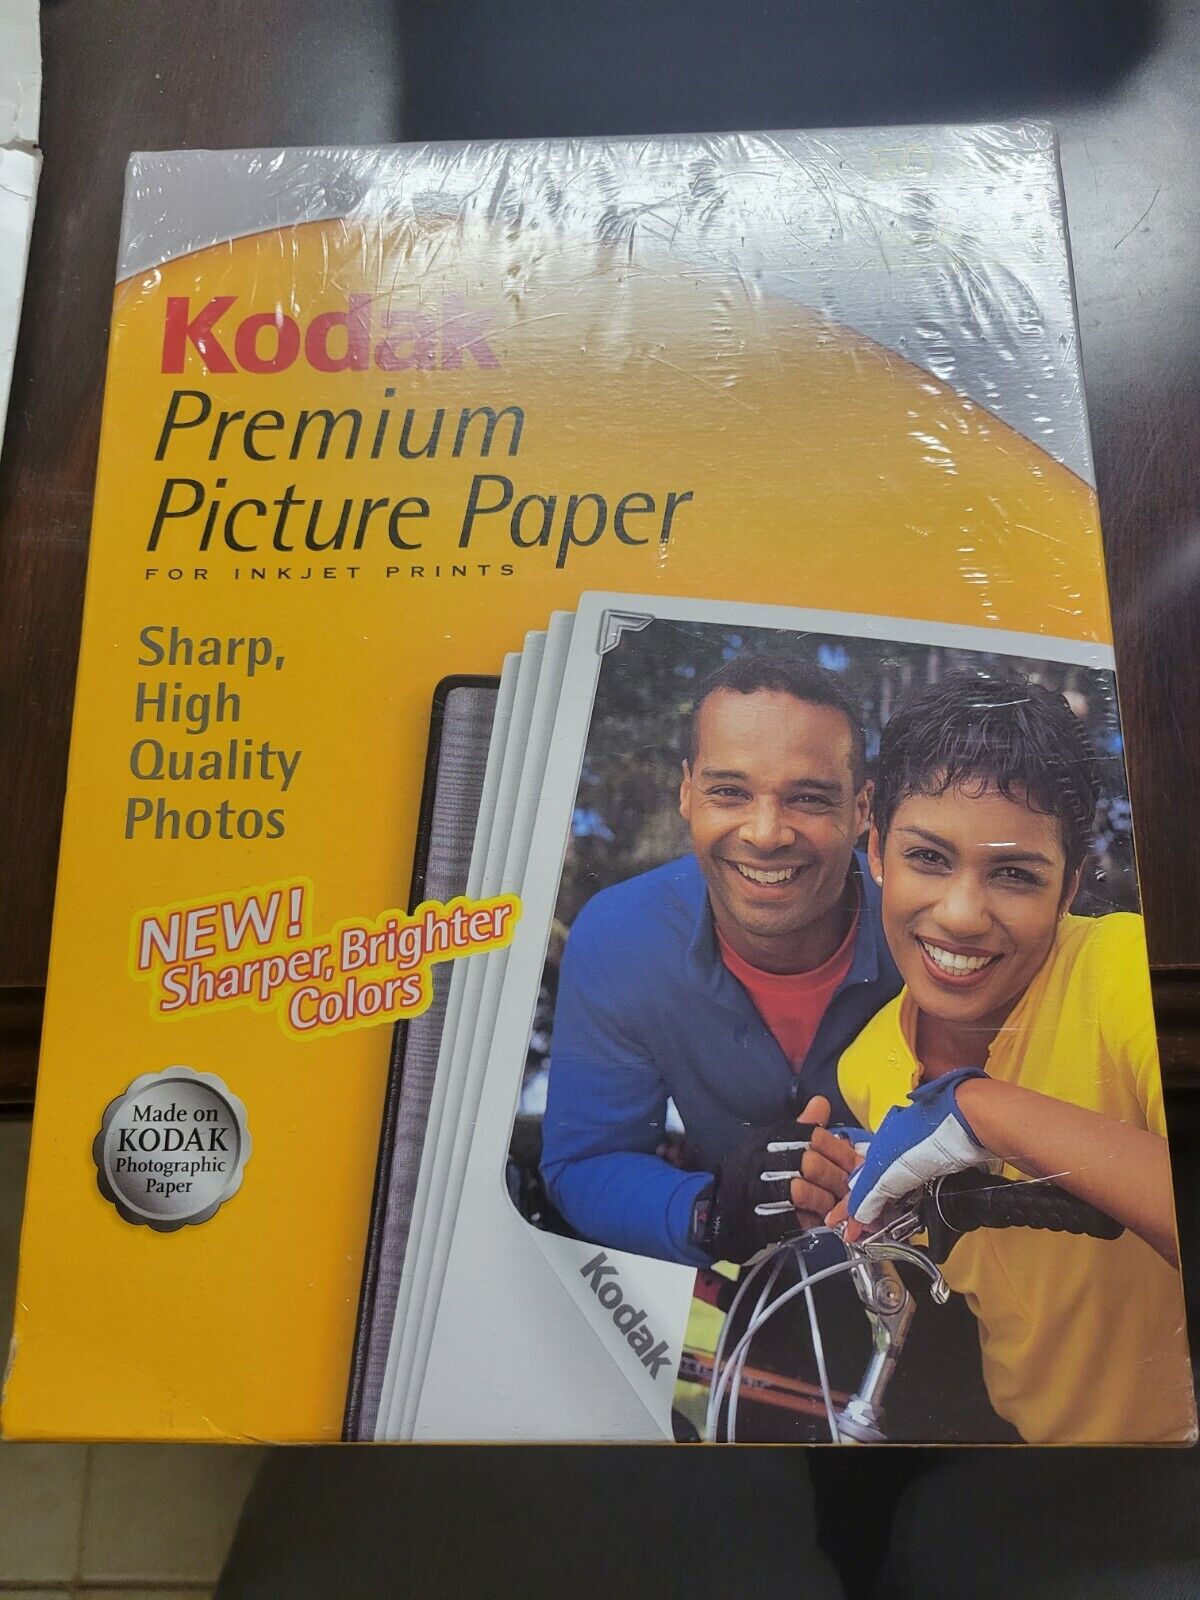 50
Kodak
Premium
Picture Paper
FOR INKJET PRINTS
Sharp,
High
Quality
Photos
NEW!
Sharper, Brighter
Colors
Made on
KODAK
Photographic
Paper
Kodak